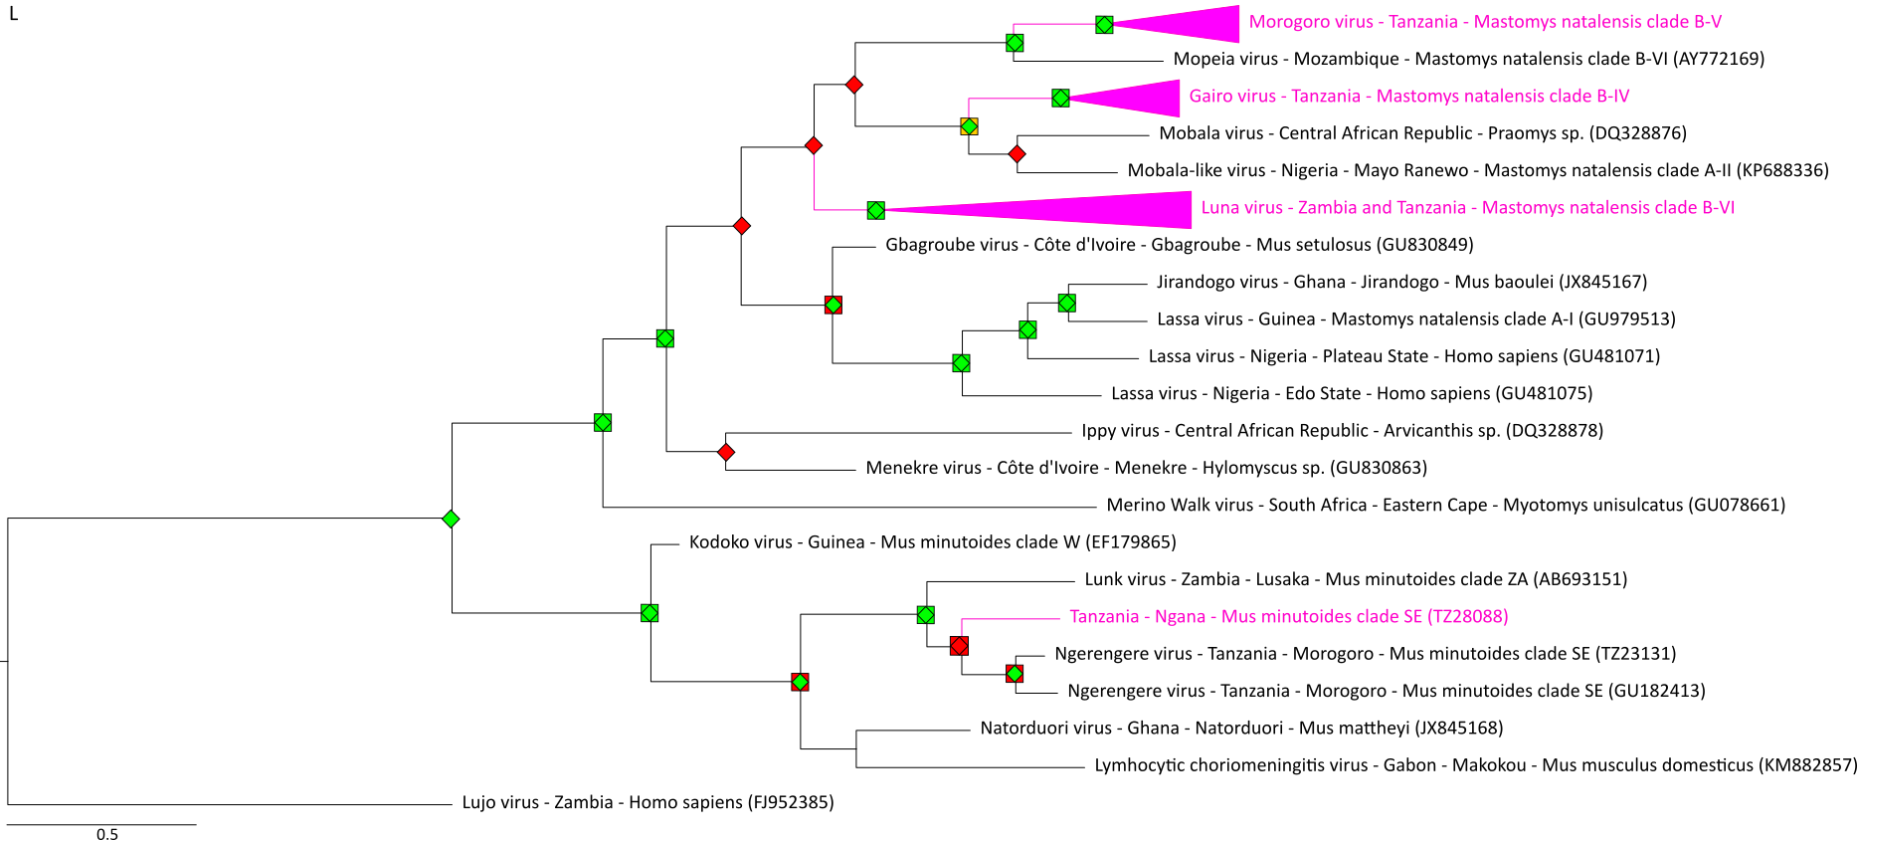 L
Morogoro virus - Tanzania - Mastomys natalensis clade B-V
Mopeia virus - Mozambique - Mastomys natalensis clade B-VI (AY772169)
Gairo virus - Tanzania - Mastomys natalensis clade B-IV
Mobala virus - Central African Republic - Praomys sp. (DQ328876)
Mobala-like virus - Nigeria - Mayo Ranewo - Mastomys natalensis clade A-II (KP688336)
Luna virus - Zambia and Tanzania - Mastomys natalensis clade B-VI
Gbagroube virus - Côte d'Ivoire - Gbagroube - Mus setulosus (GU830849)
Jirandogo virus - Ghana - Jirandogo - Mus baoulei (JX845167)
Lassa virus - Guinea - Mastomys natalensis clade A-I (GU979513)
Lassa virus - Nigeria - Plateau State - Homo sapiens (GU481071)
Lassa virus - Nigeria - Edo State - Homo sapiens (GU481075)
Ippy virus - Central African Republic - Arvicanthis sp. (DQ328878)
Menekre virus - Côte d'Ivoire - Menekre - Hylomyscus sp. (GU830863)
Merino Walk virus - South Africa - Eastern Cape - Myotomys unisulcatus (GU078661)
Kodoko virus - Guinea - Mus minutoides clade W (EF179865)
Lunk virus - Zambia - Lusaka - Mus minutoides clade ZA (AB693151)
Tanzania - Ngana - Mus minutoides clade SE (TZ28088)
Ngerengere virus - Tanzania - Morogoro - Mus minutoides clade SE (TZ23131)
Ngerengere virus - Tanzania - Morogoro - Mus minutoides clade SE (GU182413)
Natorduori virus - Ghana - Natorduori - Mus mattheyi (JX845168)
Lymhocytic choriomeningitis virus - Gabon - Makokou - Mus musculus domesticus (KM882857)
Lujo virus - Zambia - Homo sapiens (FJ952385)
0.5